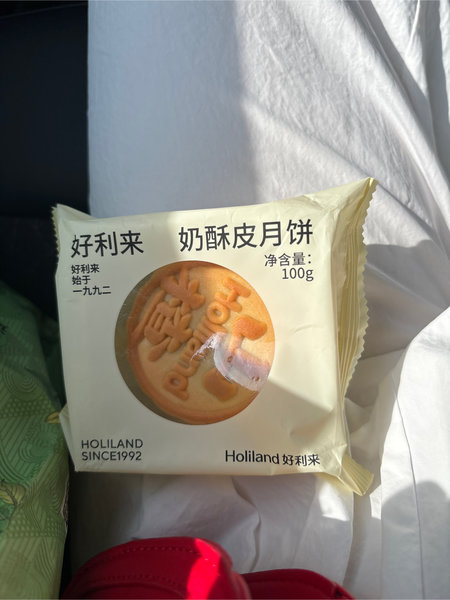 好利来
奶酥皮月饼
好利来
始于
一九九二
净含量：
100g
Holiland
HOLILAND
SINCE1992
Holiland 好利来